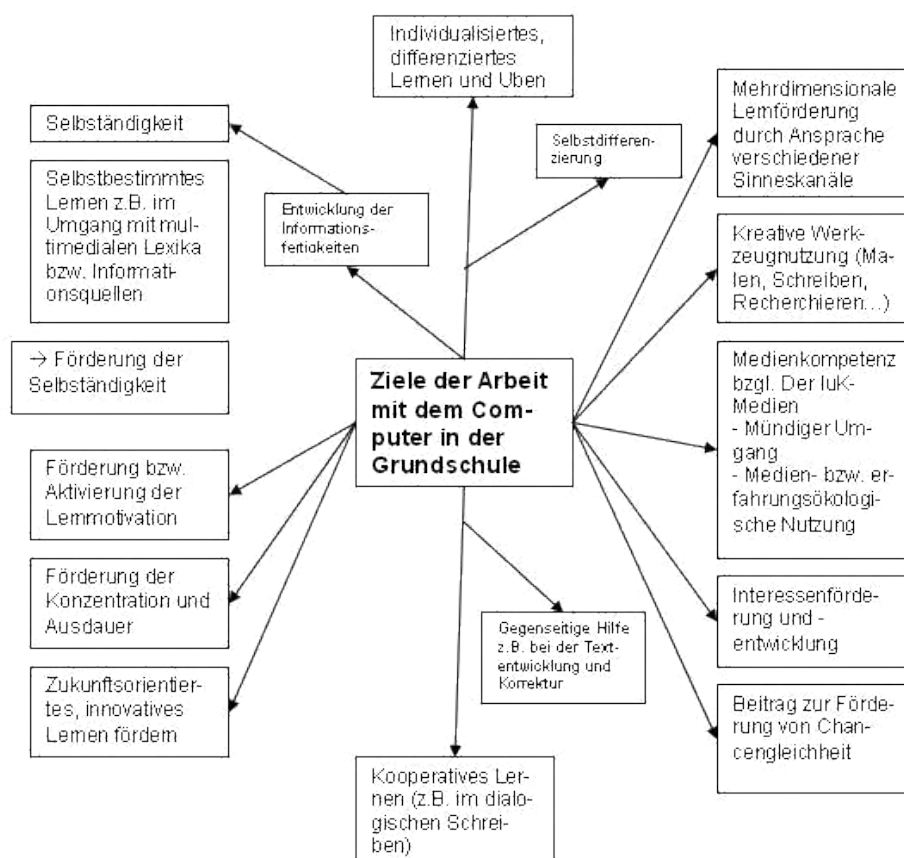 Individualisiertes,
differenziertes
Lernen und Üben
Selbständigkeit
Selbstdifferen-
zierung
Mehrdimensionale
Lernförderung
durch Ansprache
verschiedener
Sinneskanäle
Selbstbestimmtes
Lernen z.B. im
Umgang mit mul-
timedialen Lexika
bzw. Informati-
onsquellen
Entwicklung der
Informations-
fertigkeiten
Kreative Werk-
zeugnutzung (Ma-
len, Schreiben,
Recherchieren...)
→ Förderung der
Selbständigkeit
Ziele der Arbeit
mit dem Com-
puter in der
Grundschule
Medienkompetenz
bzgl. Der IuK-
Medien
- Mündiger Um-
gang
- Medien- bzw. er-
fahrungsökolog-
ische Nutzung
Förderung bzw.
Aktivierung der
Lernmotivation
Förderung der
Konzentration und
Ausdauer
Gegenseitige Hilfe
z.B. bei der Text-
entwicklung und
Korrektur
Interessenförde-
rung und -
entwicklung
Zukunftsorientier-
tes, innovatives
Lernen fördern
Beitrag zur Förde-
rung von Chan-
cengleichheit
Kooperatives Ler-
nen (z.B. im dialo-
gischen Schrei-
ben)